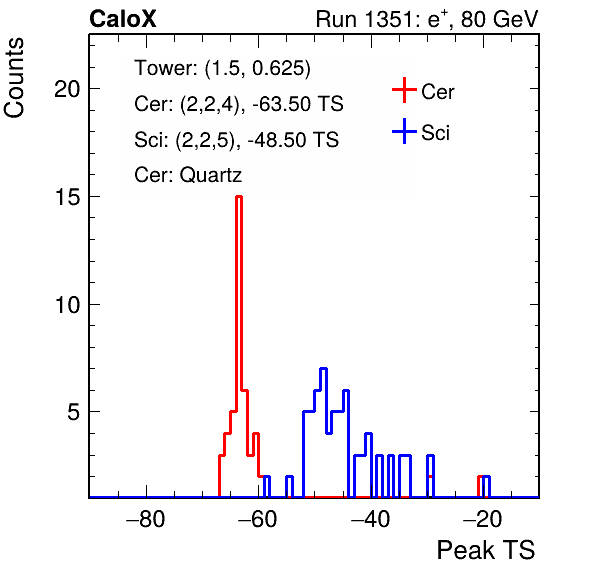 CaloX Run 1351: e⁺, 80 GeV
Counts
Tower: (1.5, 0.625)
Cer: (2,2,4), -63.50 TS
Sci: (2,2,5), -48.50 TS
Cer: Quartz
Cer
Sci
20
15
10
5
−80 −60 −40 −20
Peak TS